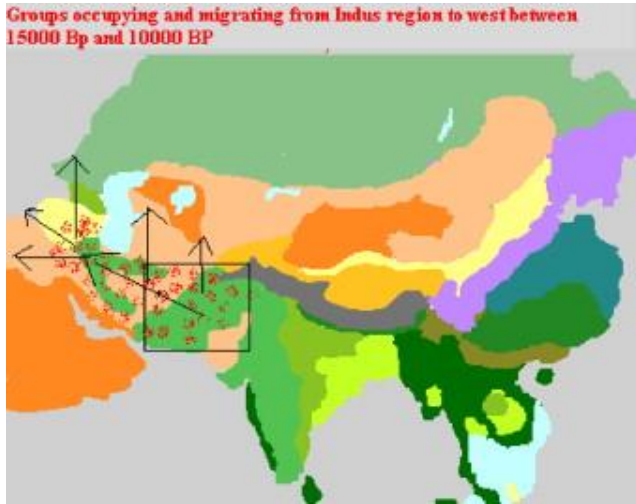 Groups occupying and migrating from Indus region to west between
15000 Bp and 10000 BP